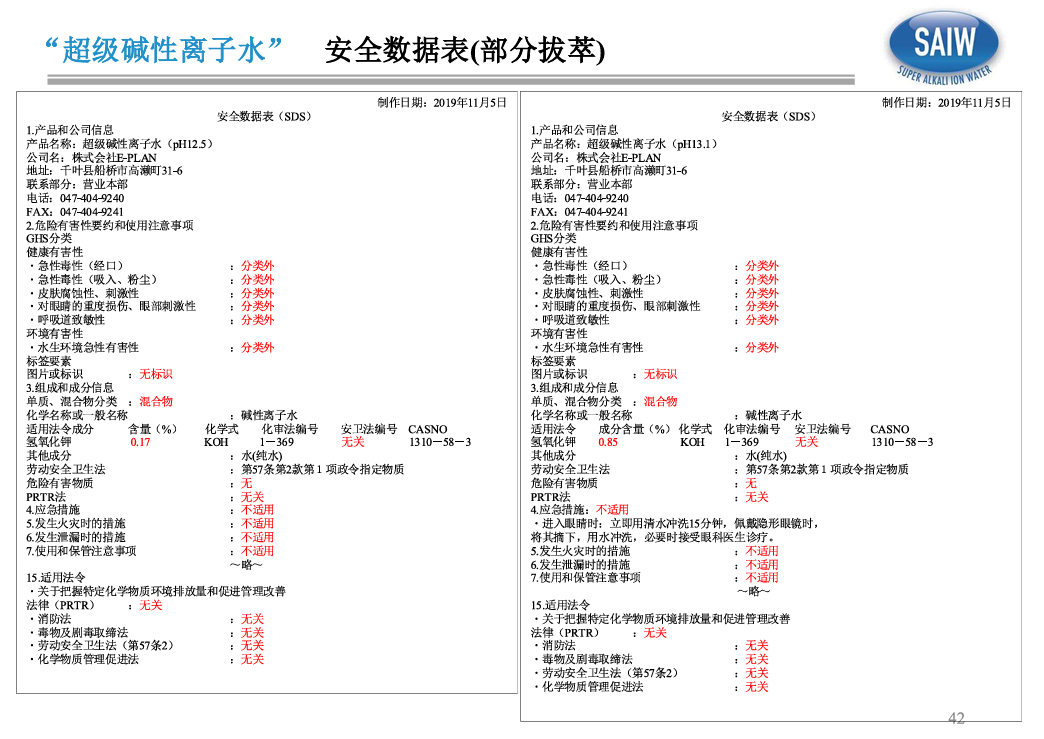 “超级碱性离子水” 安全数据表(部分拔萃)
SAIW
SUPER ALKALI ION WATER
制作日期：2019年11月5日
安全数据表（SDS）
1.产品和公司信息
产品名称：超级碱性离子水（pH12.5）
公司名：株式会社E-PLAN
地址：千叶县船桥市高濑町31-6
联系部分：营业本部
电话：047-404-9240
FAX：047-404-9241
2.危险有害性要约和使用注意事项
GHS分类
健康有害性
・急性毒性（经口） ：分类外
・急性毒性（吸入、粉尘） ：分类外
・皮肤腐蚀性、刺激性 ：分类外
・对眼睛的重度损伤、眼部刺激性 ：分类外
・呼吸道致敏性 ：分类外
环境有害性
・水生环境急性有害性 ：分类外
标签要素
图片或标识 ：无标识
3.组成和成分信息
单质、混合物分类 ：混合物
化学名称或一般名称 ：碱性离子水
适用法令成分 含量（%） 化学式 化审法编号 安卫法编号 CASNO
氢氧化钾 0.17 KOH 1－369 无关 1310－58－3
其他成分 ：水(纯水)
劳动安全卫生法 ：第57条第2款第 1 项政令指定物质
危险有害物质 ：无
PRTR法 ：无关
4.应急措施 ：不适用
5.发生火灾时的措施 ：不适用
6.发生泄漏时的措施 ：不适用
7.使用和保管注意事项 ：不适用
～略～
15.适用法令
・关于把握特定化学物质环境排放量和促进管理改善
法律（PRTR） ：无关
・消防法 ：无关
・毒物及剧毒取缔法 ：无关
・劳动安全卫生法（第57条2） ：无关
・化学物质管理促进法 ：无关
制作日期：2019年11月5日
安全数据表（SDS）
1.产品和公司信息
产品名称：超级碱性离子水（pH13.1）
公司名：株式会社E-PLAN
地址：千叶县船桥市高濑町31-6
联系部分：营业本部
电话：047-404-9240
FAX：047-404-9241
2.危险有害性要约和使用注意事项
GHS分类
健康有害性
・急性毒性（经口） ：分类外
・急性毒性（吸入、粉尘） ：分类外
・皮肤腐蚀性、刺激性 ：分类外
・对眼睛的重度损伤、眼部刺激性 ：分类外
・呼吸道致敏性 ：分类外
环境有害性
・水生环境急性有害性 ：分类外
标签要素
图片或标识 ：无标识
3.组成和成分信息
单质、混合物分类 ：混合物
化学名称或一般名称 ：碱性离子水
适用法令 成分含量（%） 化学式 化审法编号 安卫法编号 CASNO
氢氧化钾 0.85 KOH 1－369 无关 1310－58－3
其他成分 ：水(纯水)
劳动安全卫生法 ：第57条第2款第 1 项政令指定物质
危险有害物质 ：无
PRTR法 ：无关
4.应急措施：不适用
・进入眼睛时：立即用清水冲洗15分钟，佩戴隐形眼镜时，
将其摘下，用水冲洗，必要时接受眼科医生诊疗。
5.发生火灾时的措施 ：不适用
6.发生泄漏时的措施 ：不适用
7.使用和保管注意事项 ：不适用
～略～
15.适用法令
・关于把握特定化学物质环境排放量和促进管理改善
法律（PRTR） ：无关
・消防法 ：无关
・毒物及剧毒取缔法 ：无关
・劳动安全卫生法（第57条2） ：无关
・化学物质管理促进法 ：无关
42